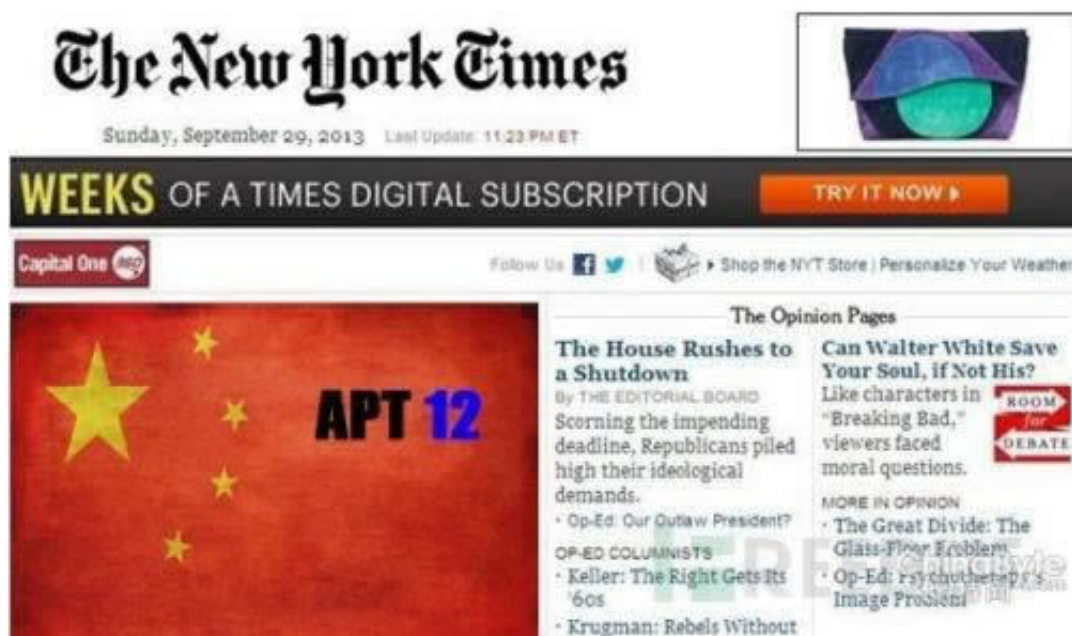 The New York Times
Sunday, September 29, 2013 Last Update: 11:23 PM ET
WEEKS OF A TIMES DIGITAL SUBSCRIPTION
TRY IT NOW
Capital One 360
Follow Us
Shop the NYT Store | Personalize Your Weather
APT 12
The Opinion Pages
The House Rushes to
a Shutdown
By THE EDITORIAL BOARD
Scorning the impending
deadline, Republicans piled
high their ideological
demands.
· Op-Ed: Our Outlaw President?
OP-ED COLUMNISTS
· Keller: The Right Gets Its
'60s
· Krugman: Rebels Without
Can Walter White Save
Your Soul, if Not His?
Like characters in
"Breaking Bad,"
viewers faced
moral questions.
ROOM
for
DEBATE
MORE IN OPINION
· The Great Divide: The
Glass-Floor Problem
· Op-Ed: Psychotherapy's
Image Problem